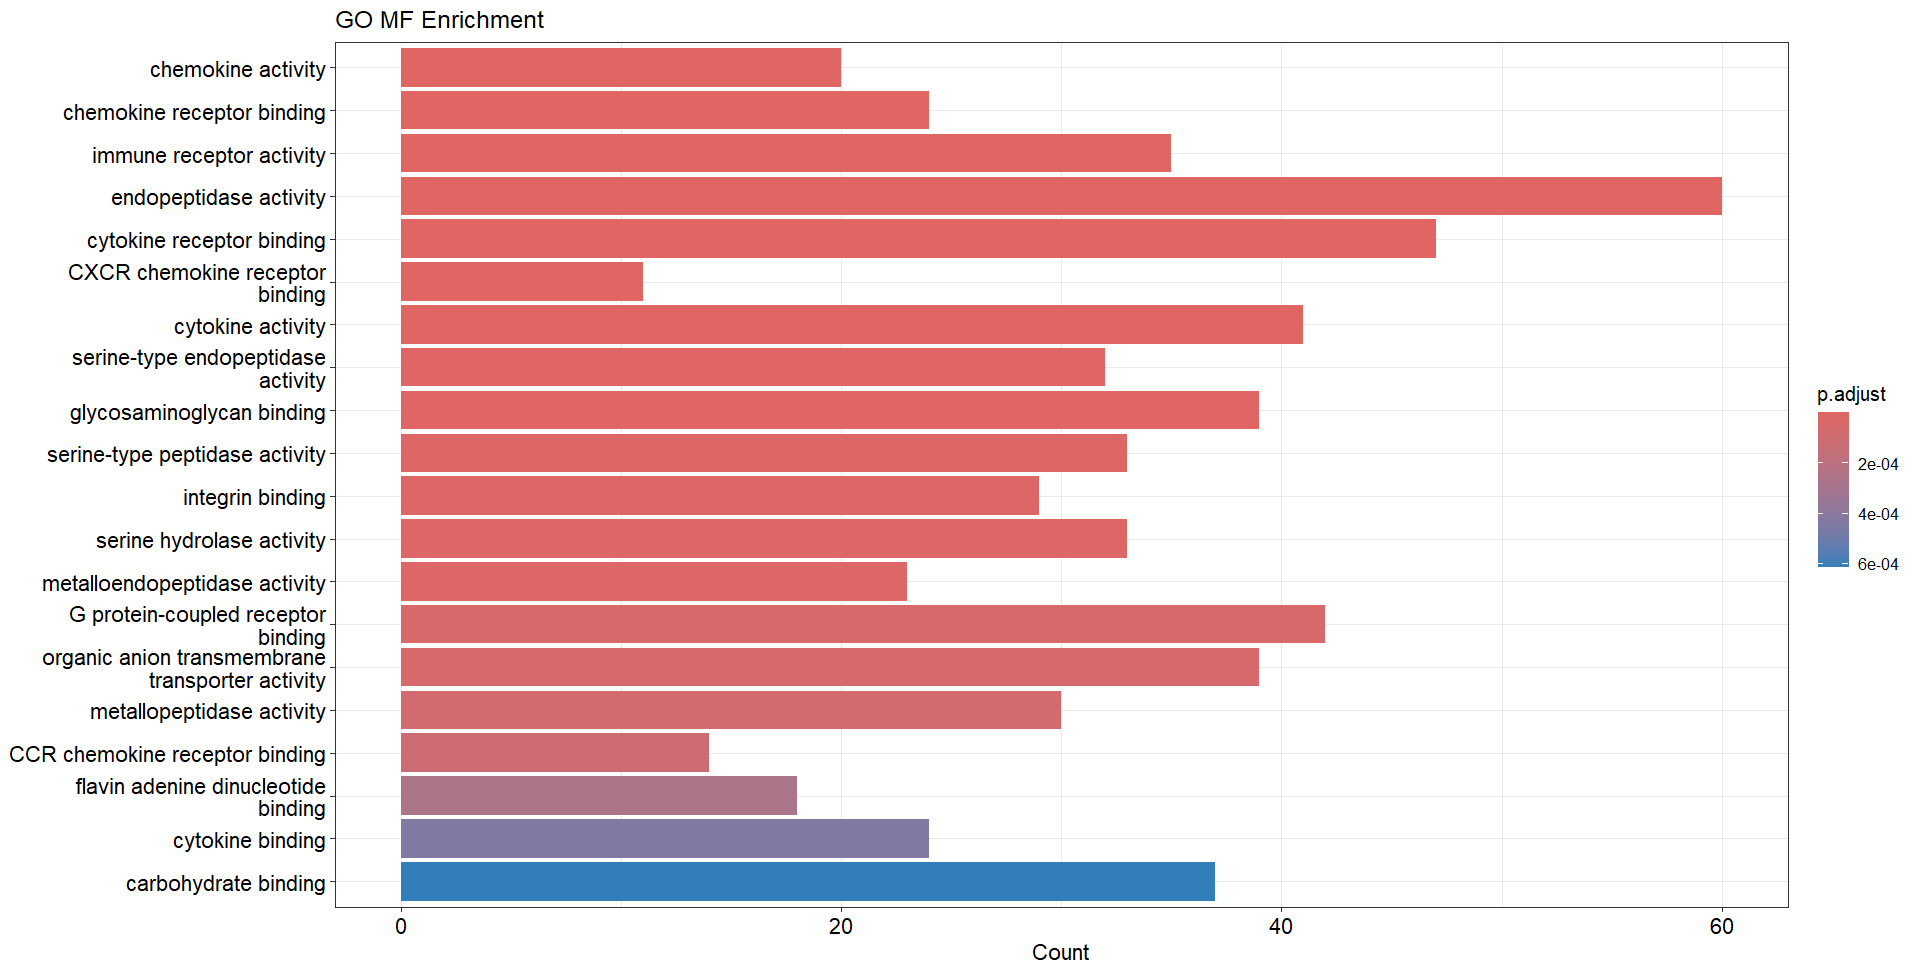 GO MF Enrichment
chemokine activity
chemokine receptor binding
immune receptor activity
endopeptidase activity
cytokine receptor binding
CXCR chemokine receptor
binding
cytokine activity
serine-type endopeptidase
activity
glycosaminoglycan binding
serine-type peptidase activity
integrin binding
serine hydrolase activity
metalloendopeptidase activity
G protein-coupled receptor
binding
organic anion transmembrane
transporter activity
metallopeptidase activity
CCR chemokine receptor binding
flavin adenine dinucleotide
binding
cytokine binding
carbohydrate binding
0 20 40 60
Count
p.adjust
2e-04
4e-04
6e-04